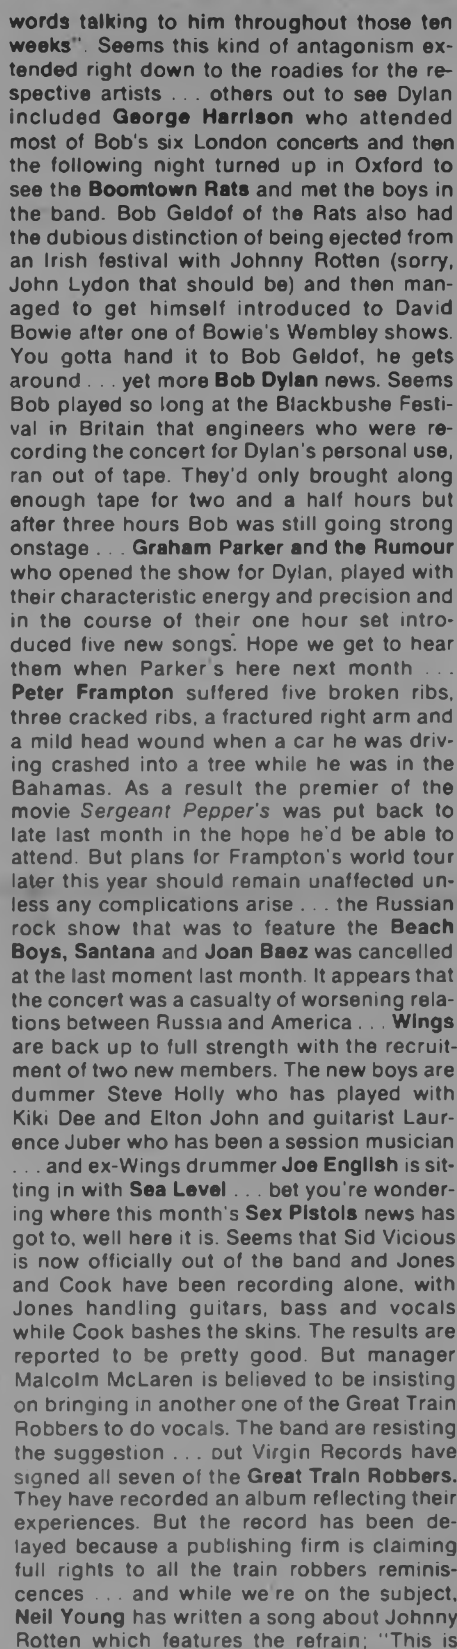 words talking to him throughout those ten
weeks". Seems this kind of antagonism ex-
tended right down to the roadies for the re-
spective artists . . . others out to see Dylan
included George Harrison who attended
most of Bob's six London concerts and then
the following night turned up in Oxford to
see the Boomtown Rats and met the boys in
the band. Bob Geldof of the Rats also had
the dubious distinction of being ejected from
an Irish festival with Johnny Rotten (sorry,
John Lydon that should be) and then man-
aged to get himself introduced to David
Bowie after one of Bowie's Wembley shows.
You gotta hand it to Bob Geldof, he gets
around . . . yet more Bob Dylan news. Seems
Bob played so long at the Blackbushe Festi-
val in Britain that engineers who were re-
cording the concert for Dylan's personal use,
ran out of tape. They'd only brought along
enough tape for two and a half hours but
after three hours Bob was still going strong
onstage . . . Graham Parker and the Rumour
who opened the show for Dylan, played with
their characteristic energy and precision and
in the course of their one hour set intro-
duced five new songs. Hope we get to hear
them when Parker's here next month . . .
Peter Frampton suffered five broken ribs,
three cracked ribs, a fractured right arm and
a mild head wound when a car he was driv-
ing crashed into a tree while he was in the
Bahamas. As a result the premier of the
movie Sergeant Pepper's was put back to
late last month in the hope he'd be able to
attend. But plans for Frampton's world tour
later this year should remain unaffected un-
less any complications arise . . . the Russian
rock show that was to feature the Beach
Boys, Santana and Joan Baez was cancelled
at the last moment last month. It appears that
the concert was a casualty of worsening rela-
tions between Russia and America . . . Wings
are back up to full strength with the recruit-
ment of two new members. The new boys are
dummer Steve Holly who has played with
Kiki Dee and Elton John and guitarist Laur-
ence Juber who has been a session musician
. . . and ex-Wings drummer Joe English is sit-
ting in with Sea Level . . . bet you're wonder-
ing where this month's Sex Pistols news has
got to, well here it is. Seems that Sid Vicious
is now officially out of the band and Jones
and Cook have been recording alone, with
Jones handling guitars, bass and vocals
while Cook bashes the skins. The results are
reported to be pretty good. But manager
Malcolm McLaren is believed to be insisting
on bringing in another one of the Great Train
Robbers to do vocals. The band are resisting
the suggestion . . . but Virgin Records have
signed all seven of the Great Train Robbers.
They have recorded an album reflecting their
experiences. But the record has been de-
layed because a publishing firm is claiming
full rights to all the train robbers reminis-
cences . . . and while we're on the subject,
Neil Young has written a song about Johnny
Rotten which features the refrain: "This is